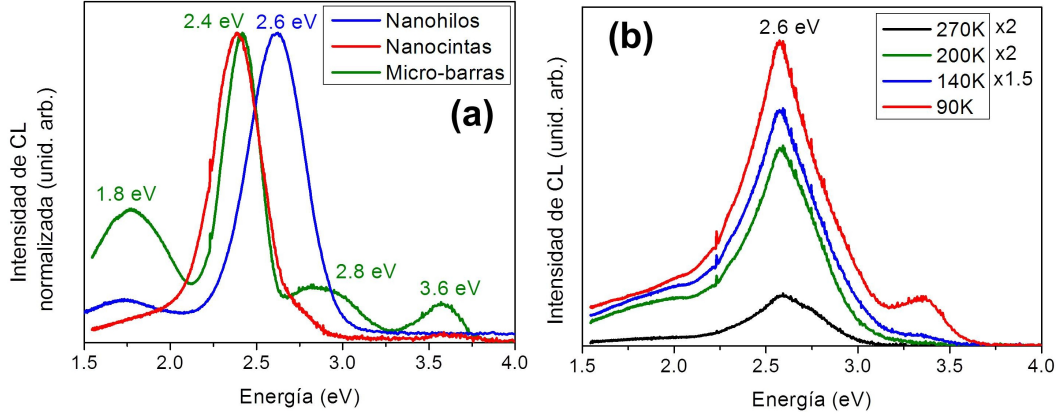 2.4 eV
2.6 eV
Nanohilos
Nanocintas
Micro-barras
(a)
1.8 eV
2.8 eV
3.6 eV
Intensidad de CL
normalizada (unid. arb.)
1.5
2.0
2.5
3.0
3.5
4.0
Energía (eV)
(b)
2.6 eV
270K x2
200K x2
140K x1.5
90K
Intensidad de CL (unid. arb.)
1.5
2.0
2.5
3.0
3.5
4.0
Energía (eV)